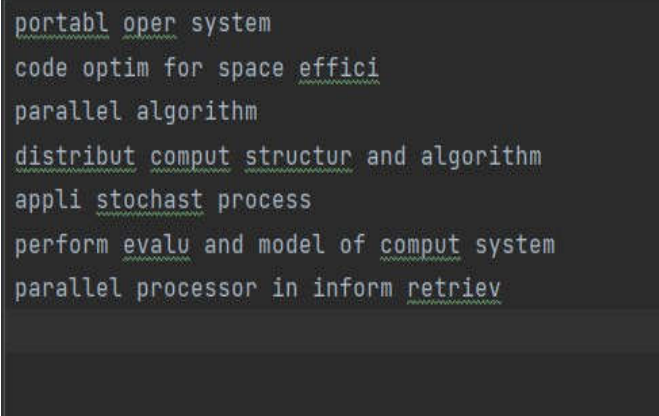 portabl oper system
code optim for space effici
parallel algorithm
distribut comput structur and algorithm
appli stochast process
perform evalu and model of comput system
parallel processor in inform retriev